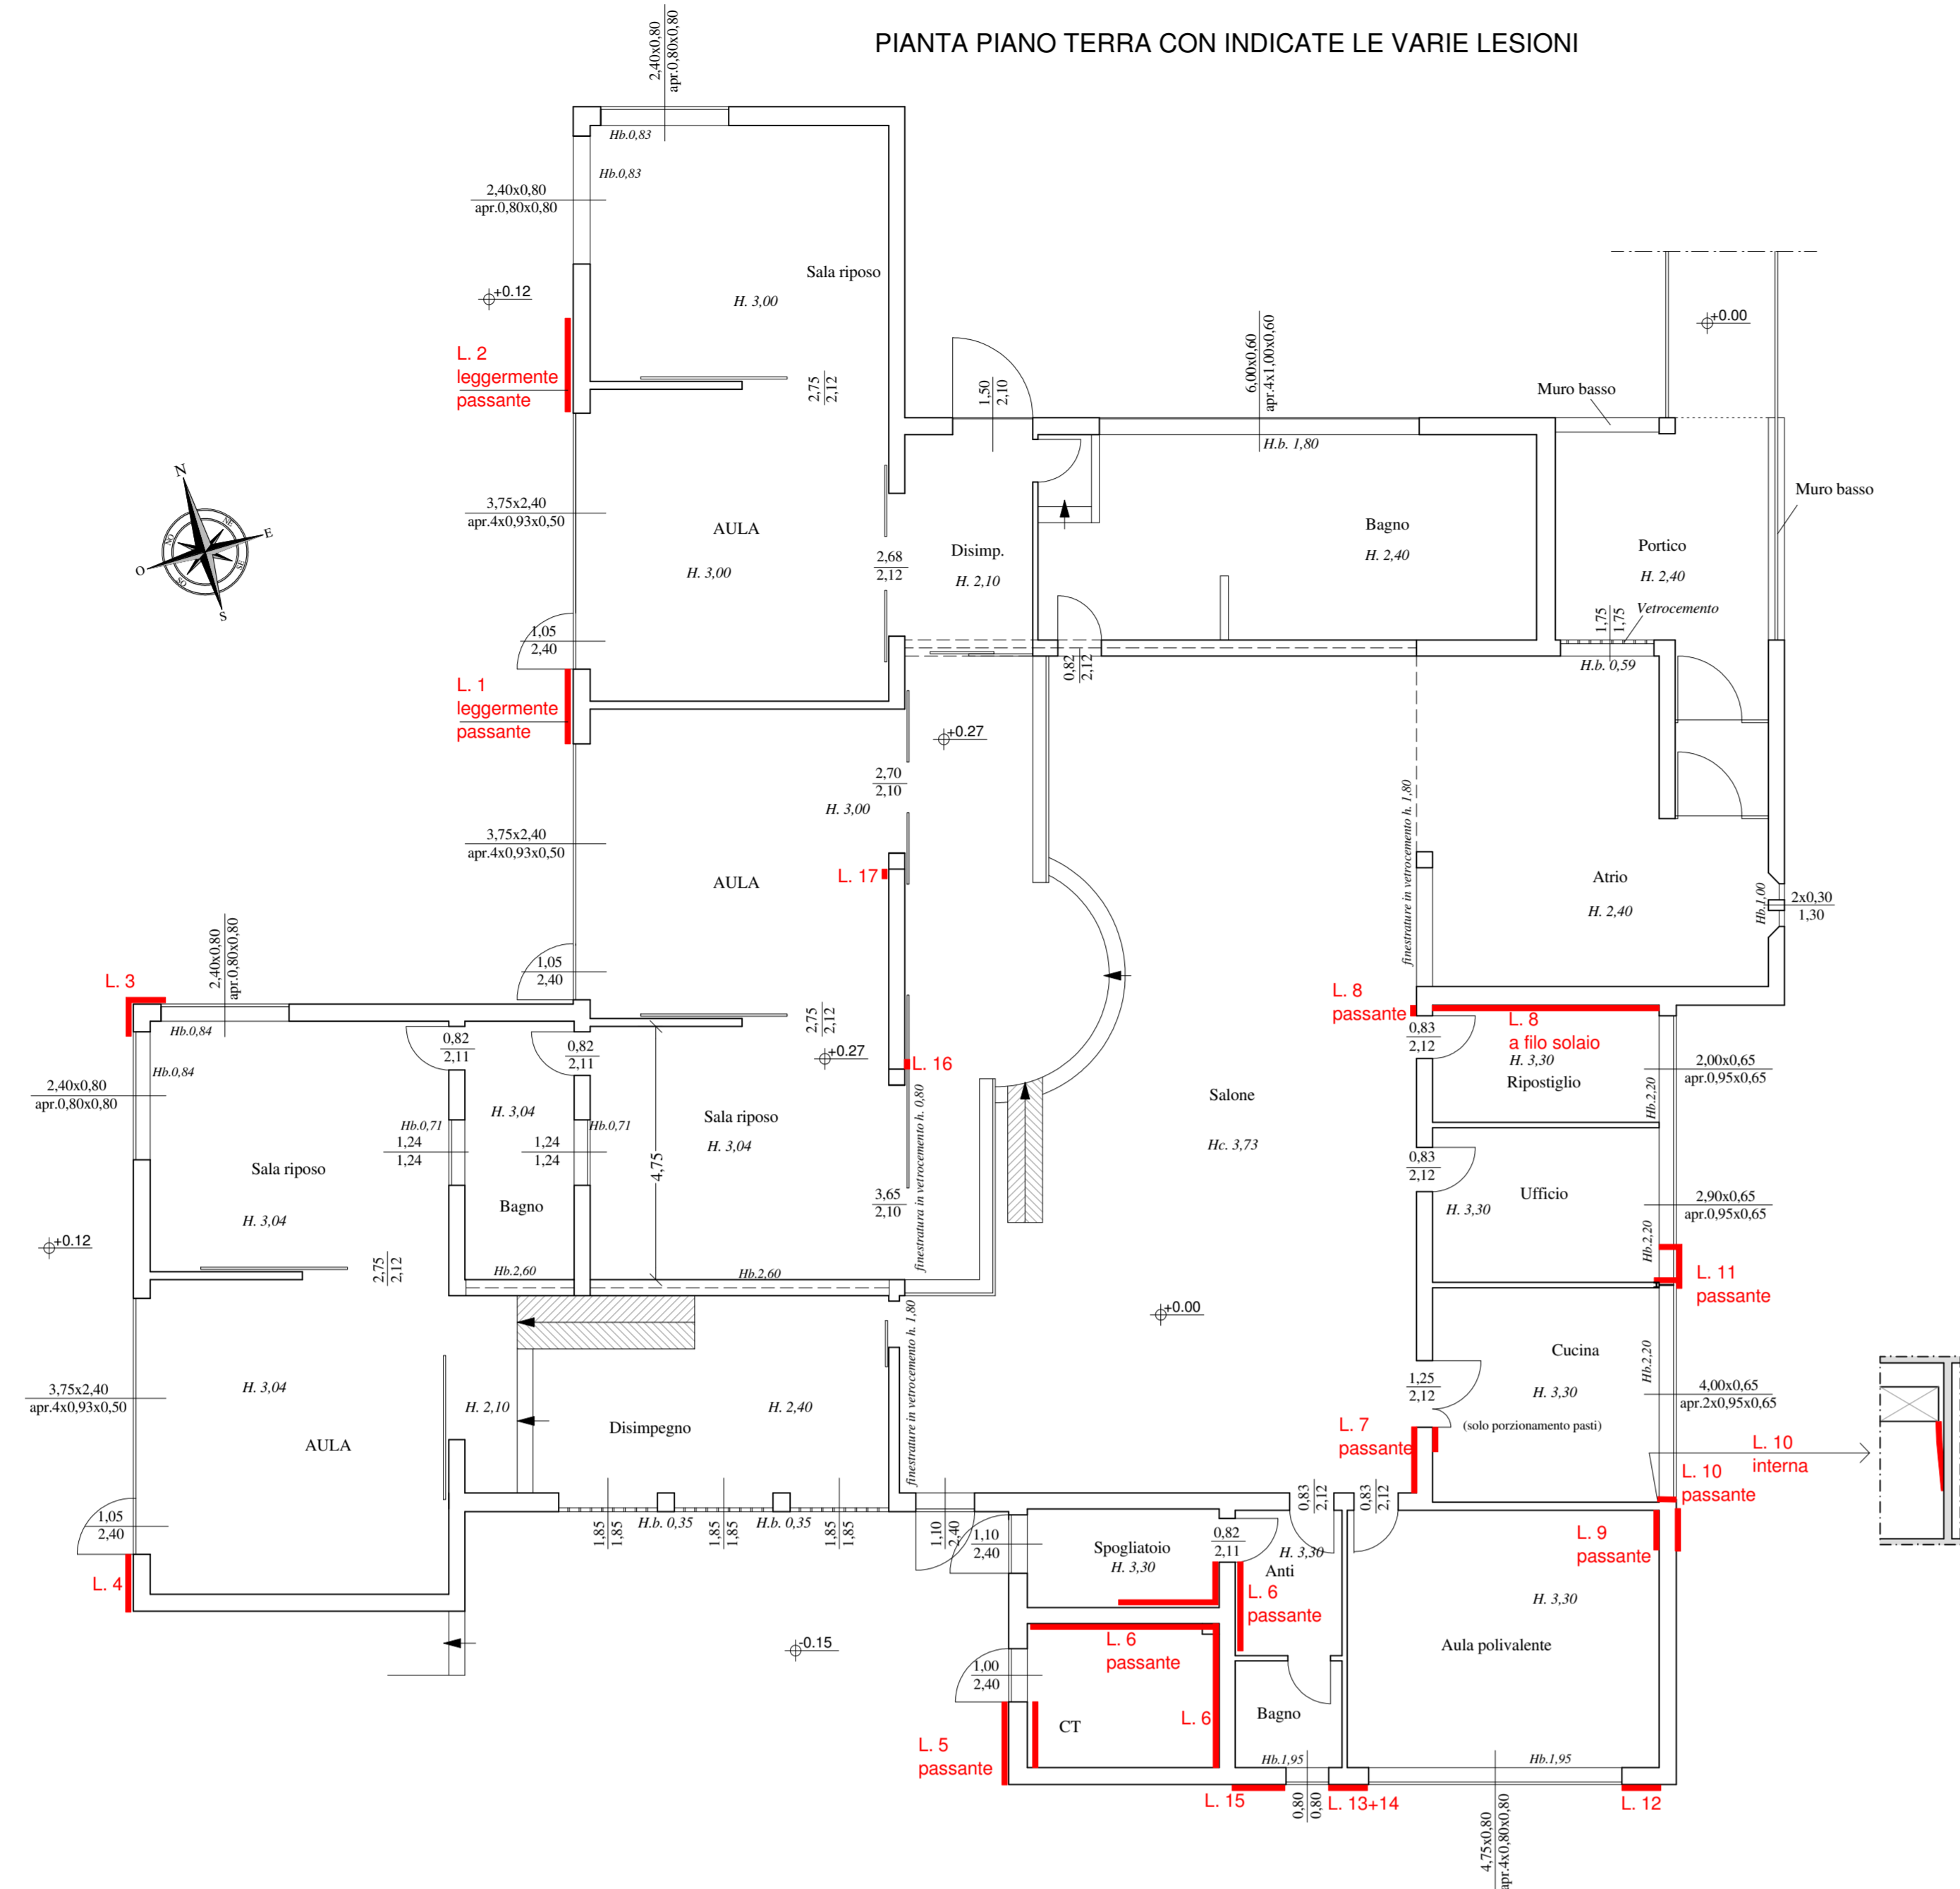 PIANTA PIANO TERRA CON INDICATE LE VARIE LESIONI
2,40x0,80
apr.0,80x0,80
Hb.0,83
Hb.0,83
2,40x0,80
apr.0,80x0,80
Sala riposo
H. 3,00
+0.12
+0.00
L. 2
leggermente
passante
2,75
2,12
1,50
2,10
6,00x0,60
apr.4x1,00x0,60
H.b. 1,80
Muro basso
Muro basso
N
NE
E
SE
S
SO
O
NO
3,75x2,40
apr.4x0,93x0,50
AULA
H. 3,00
2,68
2,12
Disimp.
H. 2,10
Bagno
H. 2,40
Portico
H. 2,40
Vetrocemento
1,75
1,75
H.b. 0,59
1,05
2,40
0,82
2,12
L. 1
leggermente
passante
+0.27
2,70
2,10
H. 3,00
finestrature in vetrocemento h. 1,80
3,75x2,40
apr.4x0,93x0,50
AULA
L. 17
Atrio
H. 2,40
Hb.1,00
2x0,30
1,30
2,40x0,80
apr.0,80x0,80
1,05
2,40
L. 3
Hb.0,84
Hb.0,84
2,40x0,80
apr.0,80x0,80
0,82
2,11
0,82
2,11
2,75
2,12
+0.27
L. 16
L. 8
passante
0,83
2,12
L. 8
a filo solaio
H. 3,30
Ripostiglio
2,00x0,65
apr.0,95x0,65
Hb.2,20
H. 3,04
Hb.0,71
Hb.0,71
1,24
1,24
1,24
1,24
4,75
Sala riposo
H. 3,04
Salone
Hc. 3,73
finestratura in vetrocemento h. 0,80
Sala riposo
H. 3,04
Bagno
3,65
2,10
0,83
2,12
Ufficio
H. 3,30
2,90x0,65
apr.0,95x0,65
Hb.2,20
+0.12
2,75
2,12
Hb.2,60
Hb.2,60
L. 11
passante
+0.00
finestrature in vetrocemento h. 1,80
Cucina
H. 3,30
(solo porzionamento pasti)
Hb.2,20
4,00x0,65
apr.2x0,95x0,65
1,25
2,12
3,75x2,40
apr.4x0,93x0,50
H. 3,04
AULA
H. 2,10
Disimpegno
H. 2,40
L. 7
passante
L. 10
interna
L. 10
passante
1,05
2,40
1,85
1,85
H.b. 0,35
1,85
1,85
H.b. 0,35
1,85
1,85
1,10
2,40
1,10
2,40
0,83
2,12
0,83
2,12
Spogliatoio
H. 3,30
0,82
2,11
H. 3,30
Anti
L. 9
passante
L. 4
L. 6
passante
H. 3,30
Aula polivalente
-0.15
L. 6
passante
1,00
2,40
CT
L. 6
Bagno
L. 5
passante
Hb.1,95
Hb.1,95
L. 15
0,80
0,80
L. 13+14
L. 12
4,75x0,80
apr.4x0,80x0,80